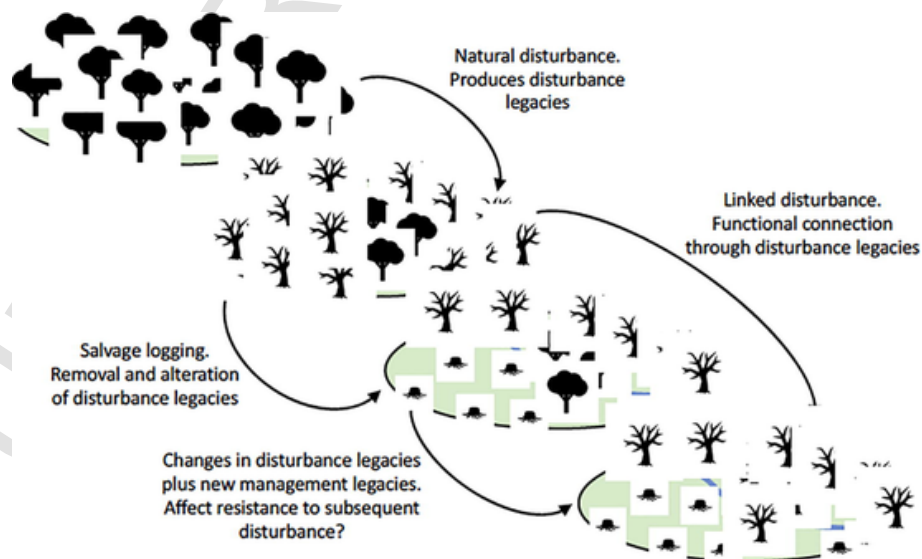 Natural disturbance.
Produces disturbance
legacies
Linked disturbance.
Functional connection
through disturbance legacies
Salvage logging.
Removal and alteration
of disturbance legacies
Changes in disturbance legacies
plus new management legacies.
Affect resistance to subsequent
disturbance?